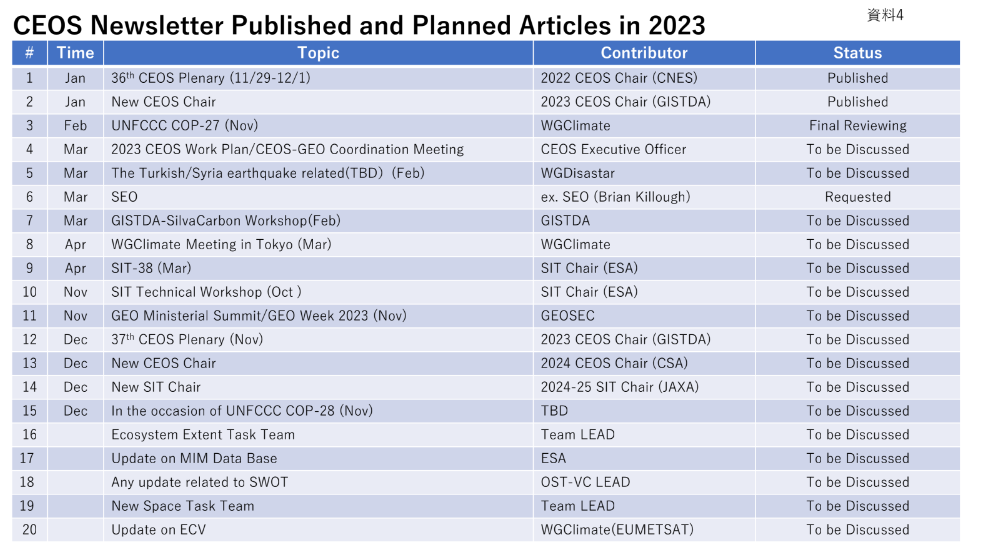 資料4
CEOS Newsletter Published and Planned Articles in 2023
# Time Topic Contributor Status
1 Jan 36th CEOS Plenary (11/29-12/1) 2022 CEOS Chair (CNES) Published
2 Jan New CEOS Chair 2023 CEOS Chair (GISTDA) Published
3 Feb UNFCCC COP-27 (Nov) WGClimate Final Reviewing
4 Mar 2023 CEOS Work Plan/CEOS-GEO Coordination Meeting CEOS Executive Officer To be Discussed
5 Mar The Turkish/Syria earthquake related(TBD) (Feb) WGDisastar To be Discussed
6 Mar SEO ex. SEO (Brian Killough) Requested
7 Mar GISTDA-SilvaCarbon Workshop(Feb) GISTDA To be Discussed
8 Apr WGClimate Meeting in Tokyo (Mar) WGClimate To be Discussed
9 Apr SIT-38 (Mar) SIT Chair (ESA) To be Discussed
10 Nov SIT Technical Workshop (Oct ) SIT Chair (ESA) To be Discussed
11 Nov GEO Ministerial Summit/GEO Week 2023 (Nov) GEOSEC To be Discussed
12 Dec 37th CEOS Plenary (Nov) 2023 CEOS Chair (GISTDA) To be Discussed
13 Dec New CEOS Chair 2024 CEOS Chair (CSA) To be Discussed
14 Dec New SIT Chair 2024-25 SIT Chair (JAXA) To be Discussed
15 Dec In the occasion of UNFCCC COP-28 (Nov) TBD To be Discussed
16 Ecosystem Extent Task Team Team LEAD To be Discussed
17 Update on MIM Data Base ESA To be Discussed
18 Any update related to SWOT OST-VC LEAD To be Discussed
19 New Space Task Team Team LEAD To be Discussed
20 Update on ECV WGClimate(EUMETSAT) To be Discussed